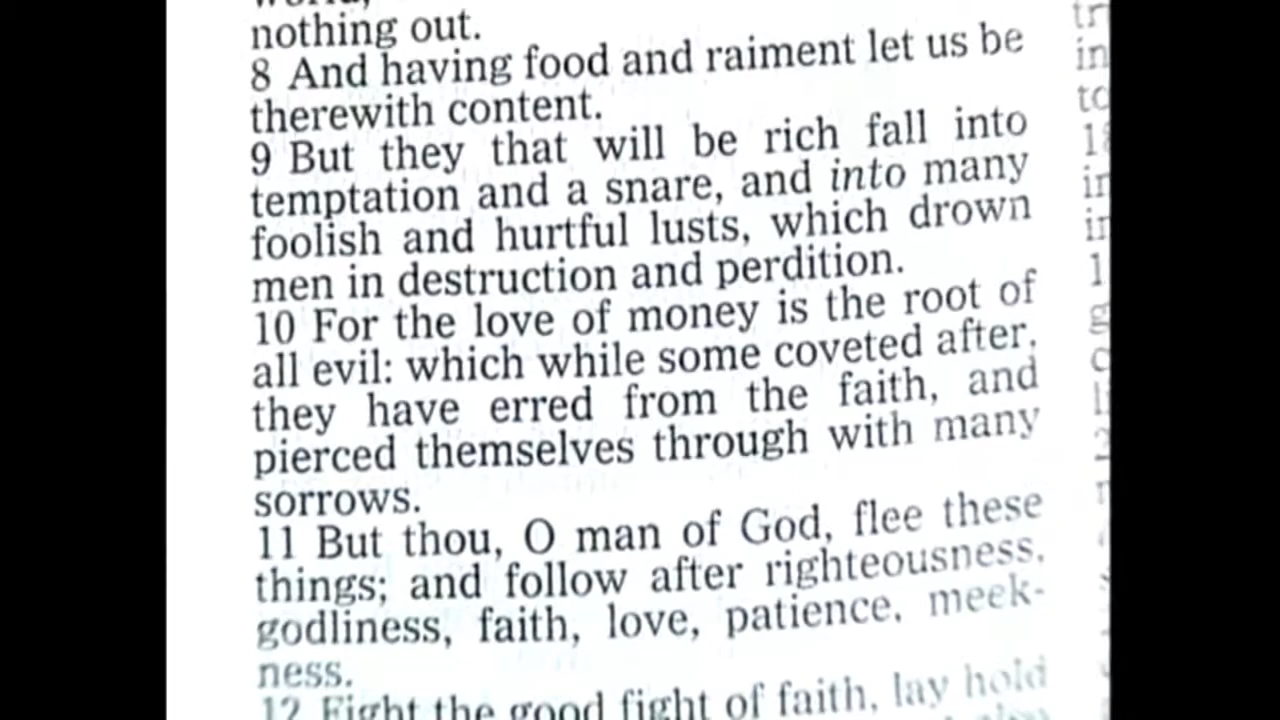 nothing out.
8 And having food and raiment let us be
therewith content.
9 But they that will be rich fall into
temptation and a snare, and into many
foolish and hurtful lusts, which drown
men in destruction and perdition.
10 For the love of money is the root of
all evil: which while some coveted after,
they have erred from the faith, and
pierced themselves through with many
sorrows.
11 But thou, O man of God, flee these
things; and follow after righteousness,
godliness, faith, love, patience, meek-
ness.
12 Fight the good fight of faith, lay hold